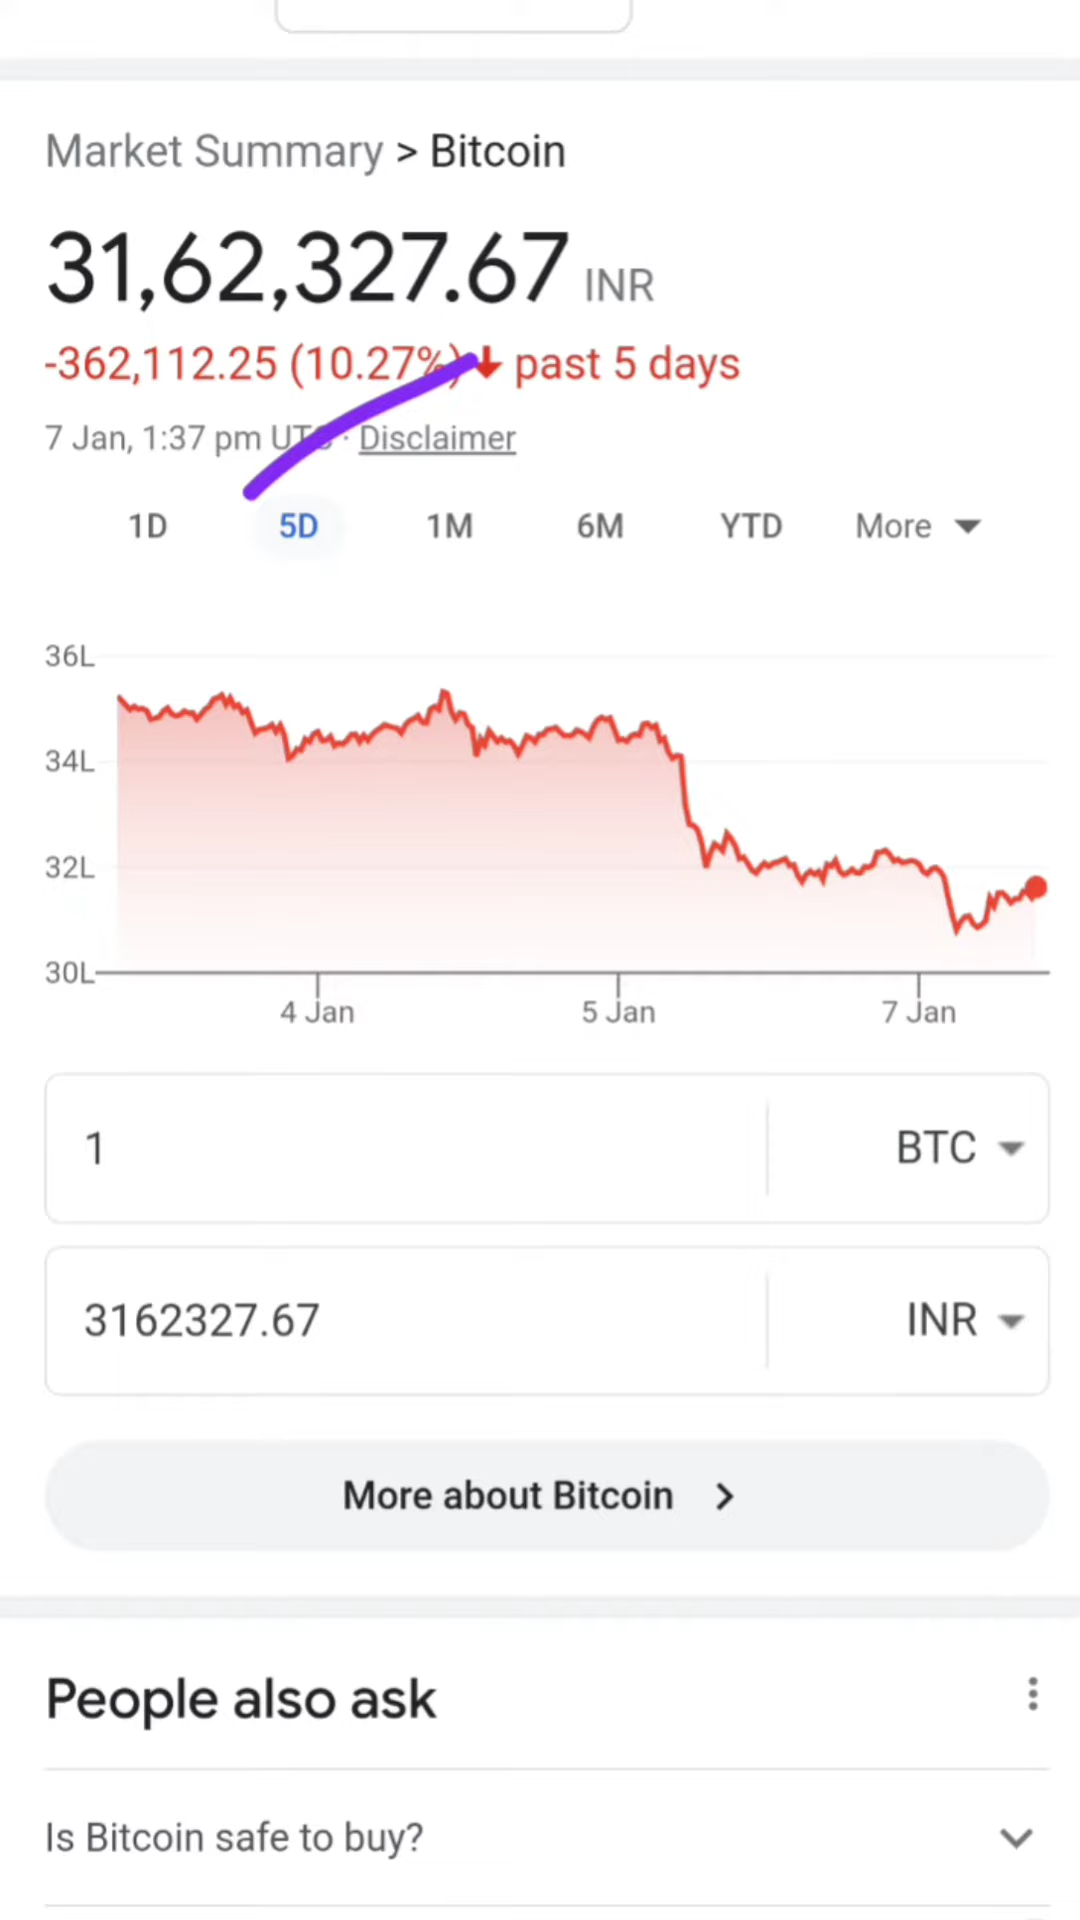 Market Summary > Bitcoin
31,62,327.67 INR
-362,112.25 (10.27%) ↓ past 5 days
7 Jan, 1:37 pm UTC · Disclaimer
1D 5D 1M 6M YTD More
36L
34L
32L
30L
4 Jan 5 Jan 7 Jan
1 BTC
3162327.67 INR
More about Bitcoin >
People also ask
Is Bitcoin safe to buy?